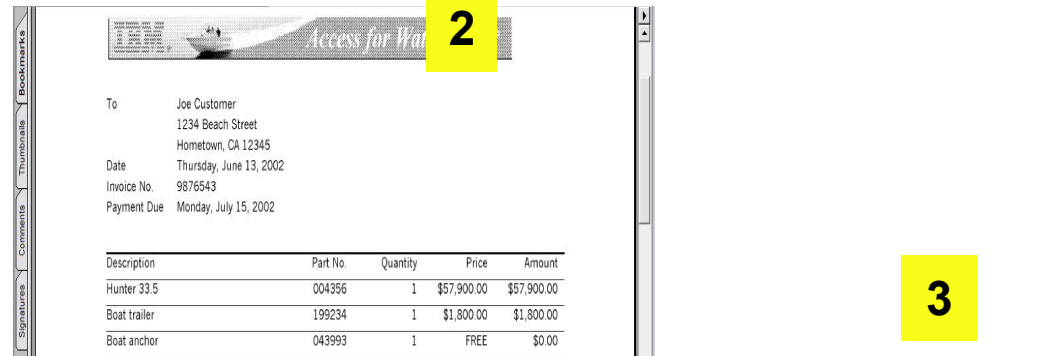 IBM.
Access for
2
Bookmarks
Thumbnails
Comments
Signatures
To Joe Customer
1234 Beach Street
Hometown, CA 12345
Date Thursday, June 13, 2002
Invoice No. 9876543
Payment Due Monday, July 15, 2002
Description Part No. Quantity Price Amount
Hunter 33.5 004356 1 $57,900.00 $57,900.00
Boat trailer 199234 1 $1,800.00 $1,800.00
Boat anchor 043993 1 FREE $0.00
3